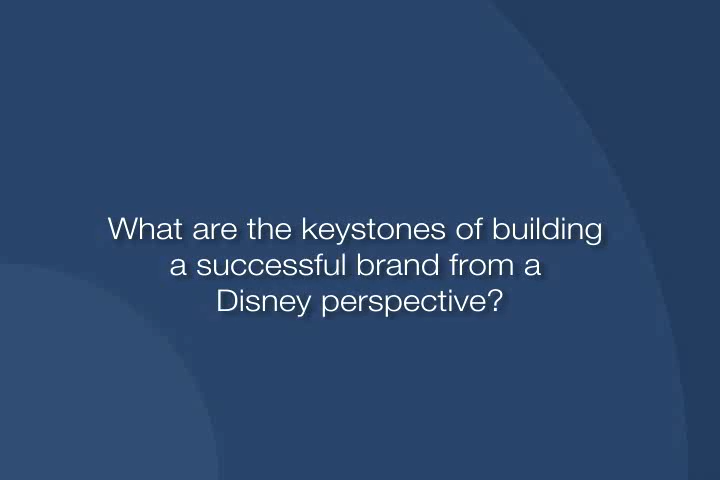 What are the keystones of building
a successful brand from a
Disney perspective?